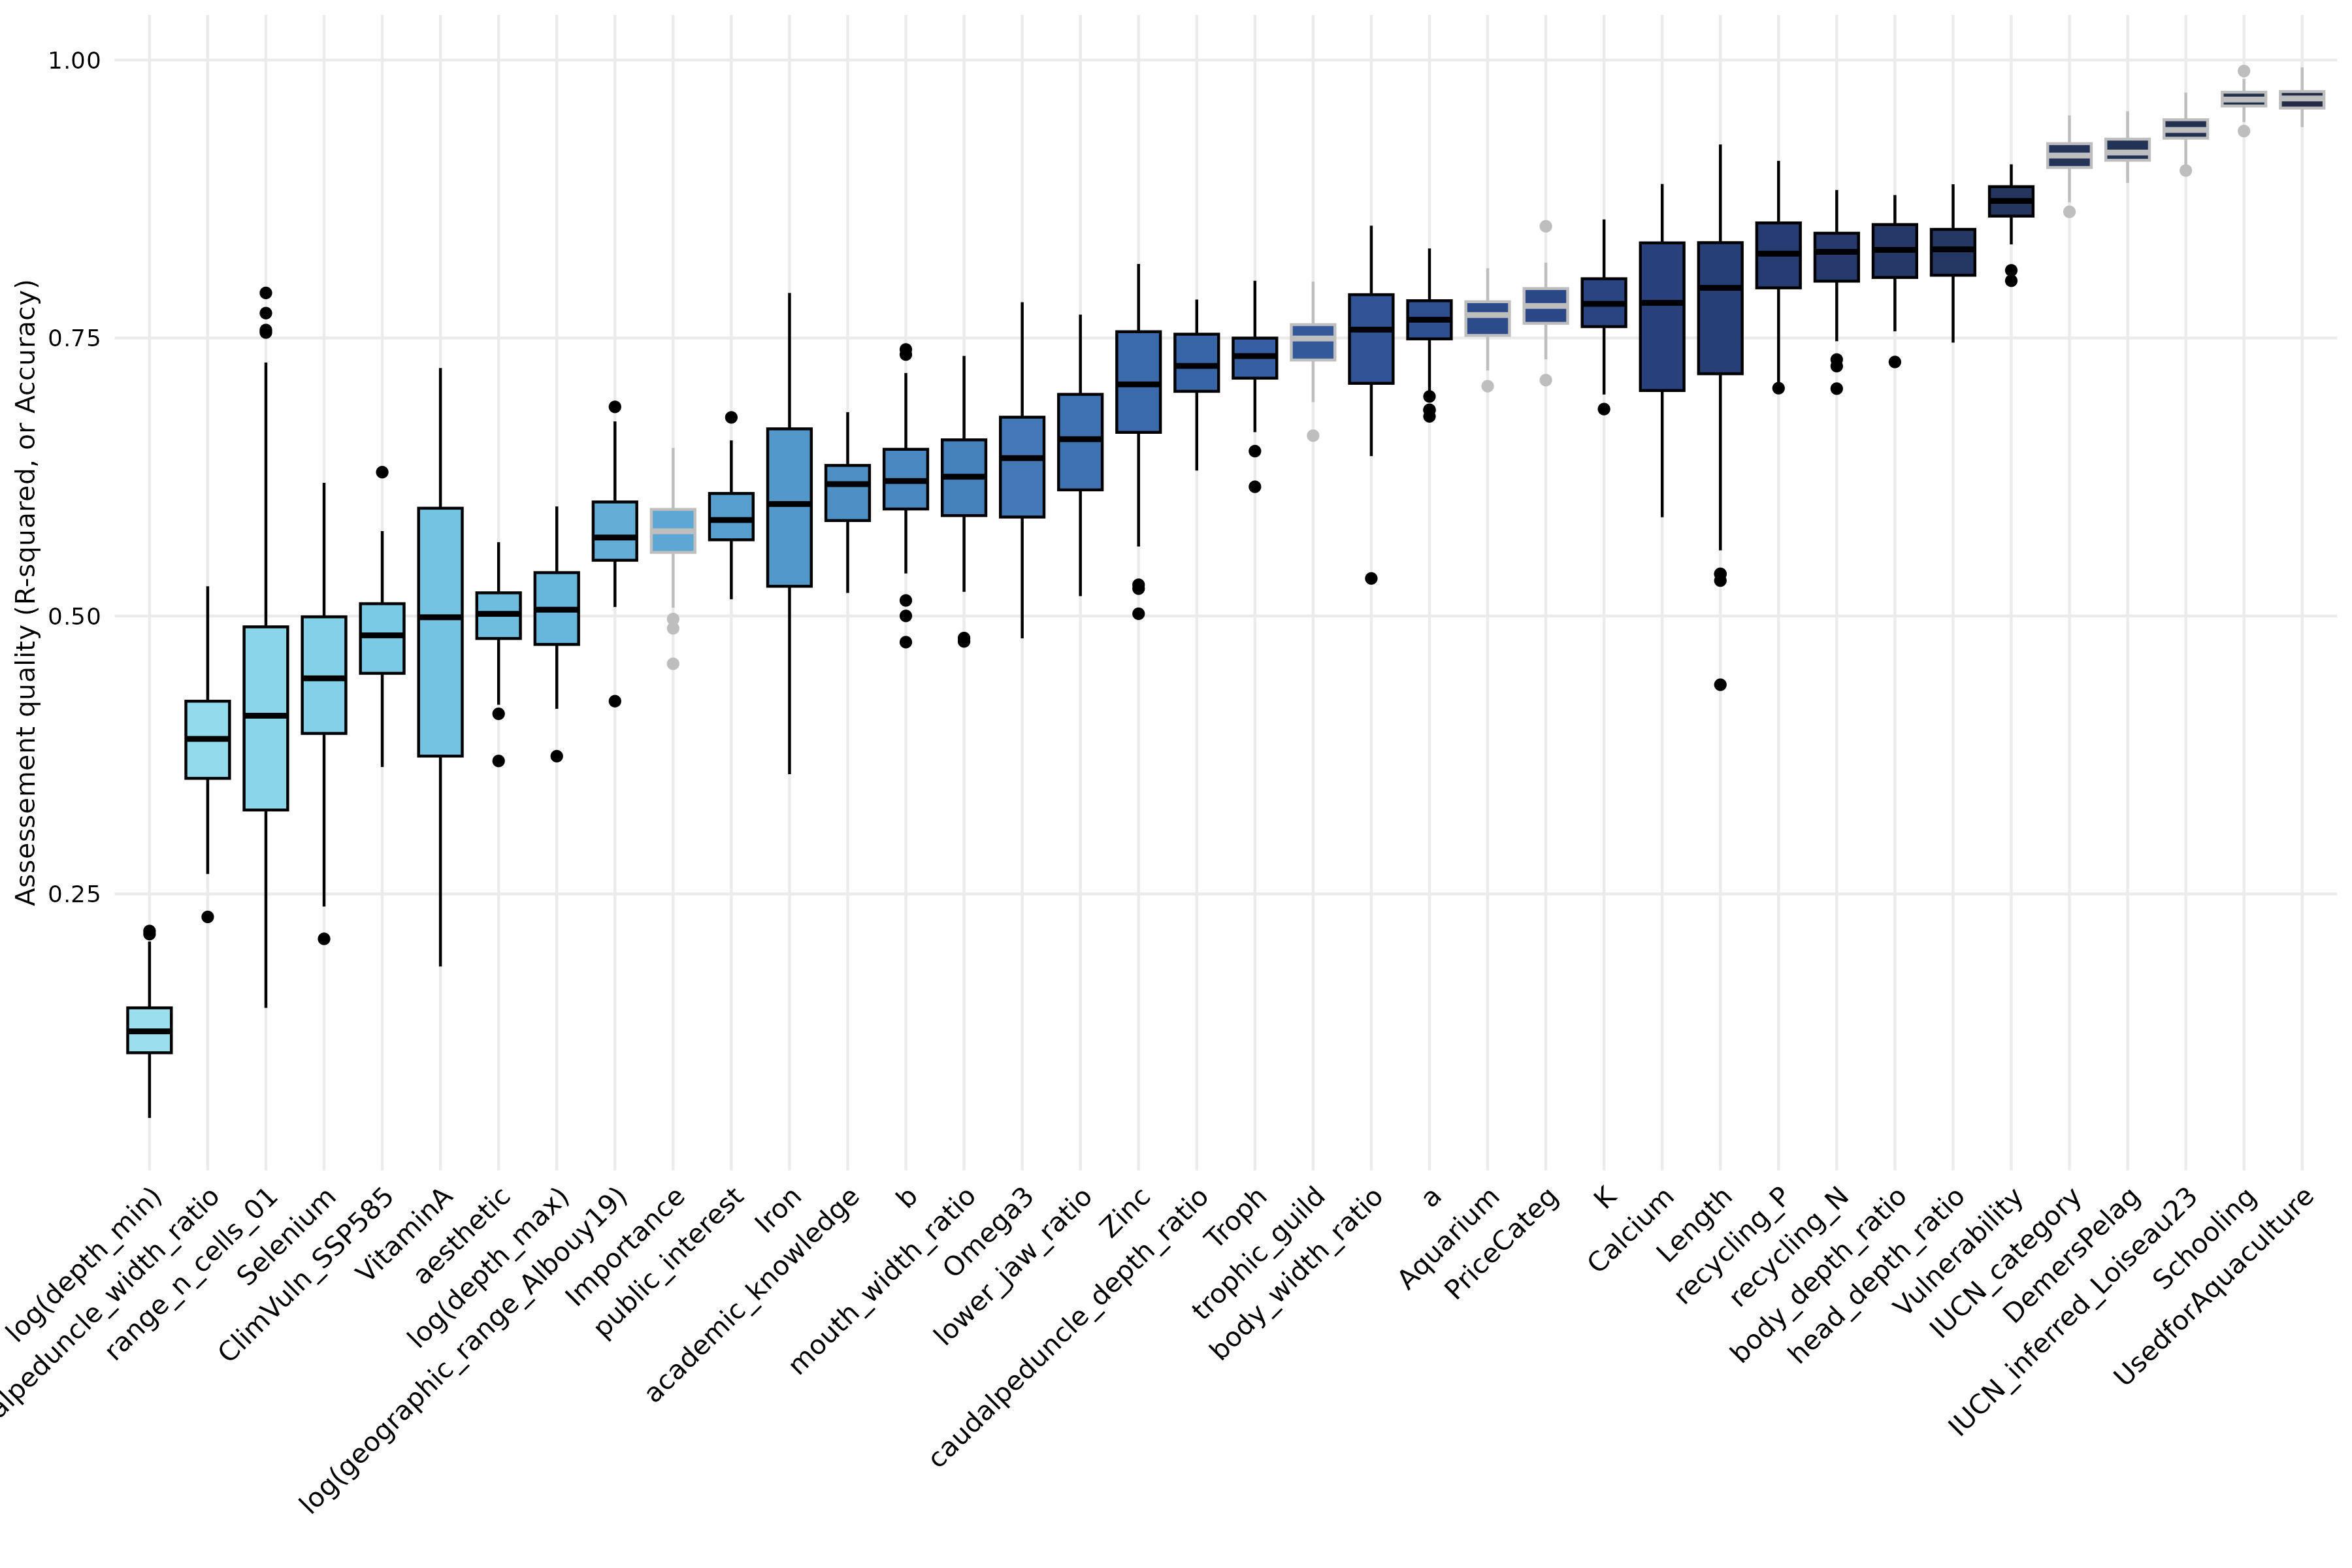 Assessement quality (R-squared, or Accuracy)
1.00
0.75
0.50
0.25
log(depth_min)
alpeduncle_width_ratio
range_n_cells_01
Selenium
ClimVuln_SSP585
VitaminA
aesthetic
log(depth_max)
log(geographic_range_Albouy19)
Importance
public_interest
Iron
academic_knowledge
b
mouth_width_ratio
Omega3
lower_jaw_ratio
Zinc
caudalpeduncle_depth_ratio
Troph
trophic_guild
body_width_ratio
a
Aquarium
PriceCateg
K
Calcium
Length
recycling_P
recycling_N
body_depth_ratio
head_depth_ratio
Vulnerability
IUCN_category
DemersPelag
IUCN_inferred_Loiseau23
Schooling
UsedforAquaculture